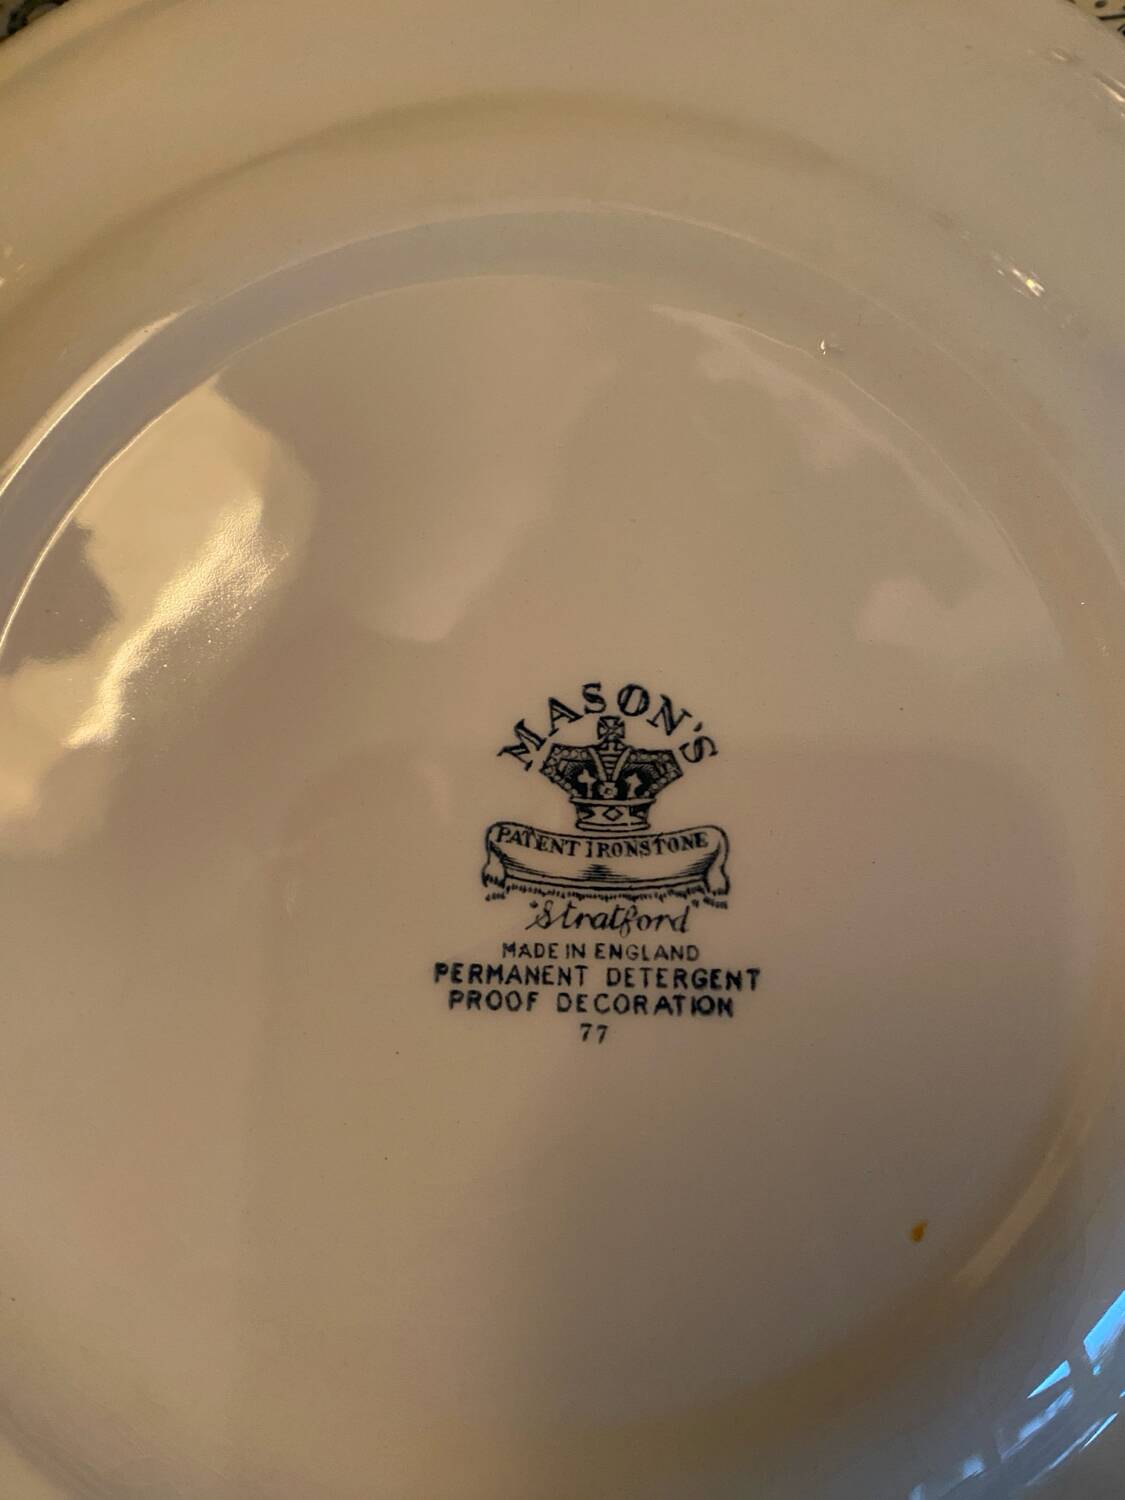 MASON'S
PATENT IRONSTONE
"Stratford"
MADE IN ENGLAND
PERMANENT DETERGENT
PROOF DECORATION
77